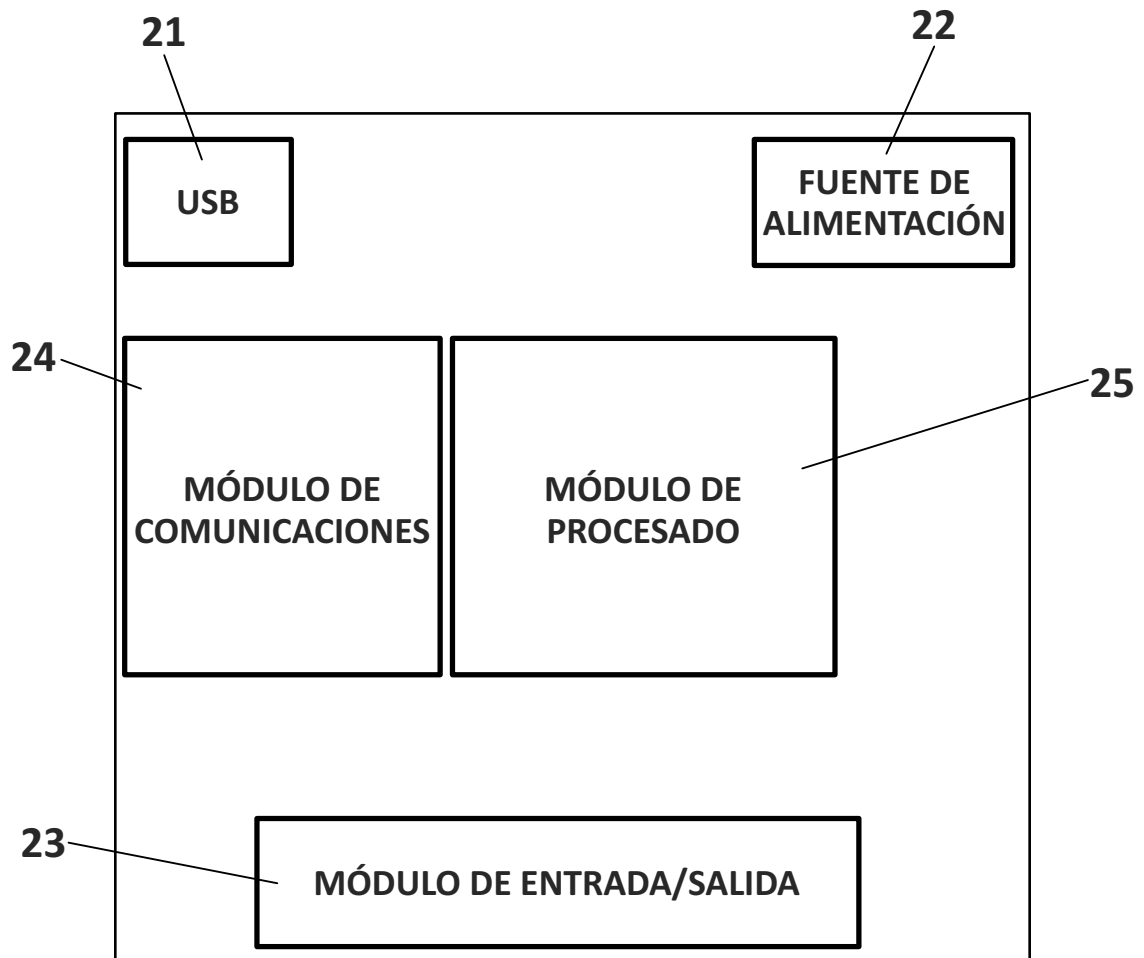 21
22
USB
FUENTE DE
ALIMENTACIÓN
24
25
MÓDULO DE
COMUNICACIONES
MÓDULO DE
PROCESADO
23
MÓDULO DE ENTRADA/SALIDA